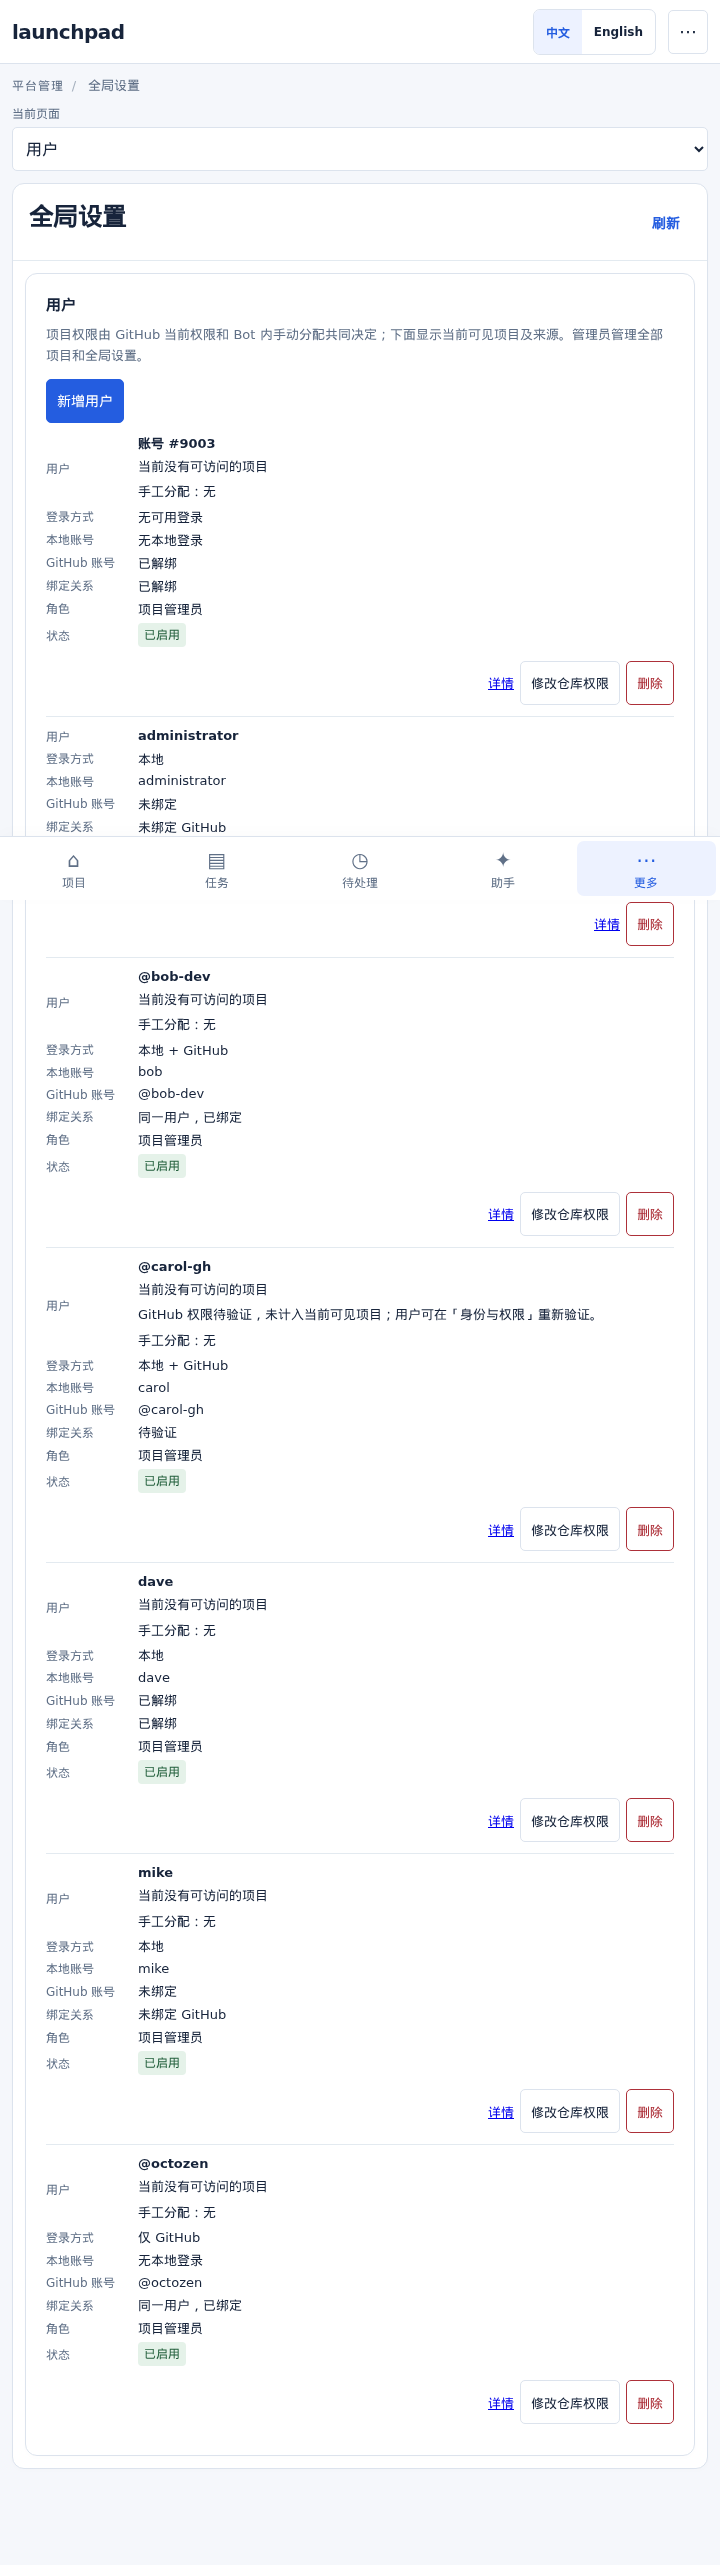 launchpad
中文 English ⋯
平台管理 / 全局设置
当前页面
用户
全局设置
刷新
用户
项目权限由 GitHub 当前权限和 Bot 内手动分配共同决定；下面显示当前可见项目及来源。管理员管理全部
项目和全局设置。
新增用户
用户 账号 #9003
当前没有可访问的项目
手工分配：无
登录方式 无可用登录
本地账号 无本地登录
GitHub 账号 已解绑
绑定关系 已解绑
角色 项目管理员
状态 已启用
详情 修改仓库权限 删除
用户 administrator
登录方式 本地
本地账号 administrator
GitHub 账号 未绑定
绑定关系 未绑定 GitHub
项目 任务 待处理 助手 更多
详情 删除
用户 @bob-dev
当前没有可访问的项目
手工分配：无
登录方式 本地 + GitHub
本地账号 bob
GitHub 账号 @bob-dev
绑定关系 同一用户，已绑定
角色 项目管理员
状态 已启用
详情 修改仓库权限 删除
用户 @carol-gh
当前没有可访问的项目
GitHub 权限待验证，未计入当前可见项目；用户可在「身份与权限」重新验证。
手工分配：无
登录方式 本地 + GitHub
本地账号 carol
GitHub 账号 @carol-gh
绑定关系 待验证
角色 项目管理员
状态 已启用
详情 修改仓库权限 删除
用户 dave
当前没有可访问的项目
手工分配：无
登录方式 本地
本地账号 dave
GitHub 账号 已解绑
绑定关系 已解绑
角色 项目管理员
状态 已启用
详情 修改仓库权限 删除
用户 mike
当前没有可访问的项目
手工分配：无
登录方式 本地
本地账号 mike
GitHub 账号 未绑定
绑定关系 未绑定 GitHub
角色 项目管理员
状态 已启用
详情 修改仓库权限 删除
用户 @octozen
当前没有可访问的项目
手工分配：无
登录方式 仅 GitHub
本地账号 无本地登录
GitHub 账号 @octozen
绑定关系 同一用户，已绑定
角色 项目管理员
状态 已启用
详情 修改仓库权限 删除